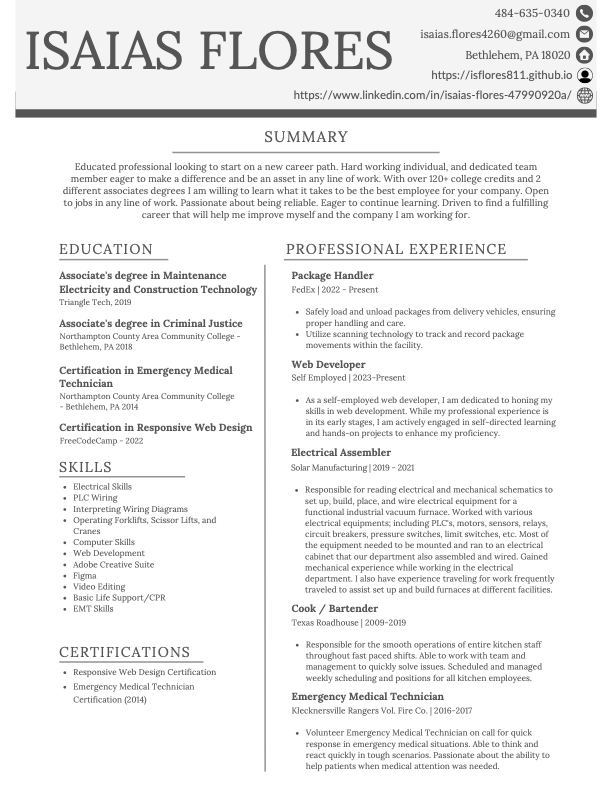 ISAIAS FLORES
484-635-0340
isaias.flores4260@gmail.com
Bethlehem, PA 18020
https://isflores811.github.io
https://www.linkedin.com/in/isaias-flores-47990920a/
SUMMARY
Educated professional looking to start on a new career path. Hard working individual, and dedicated team
member eager to make a difference and be an asset in any line of work. With over 120+ college credits and 2
different associates degrees I am willing to learn what it takes to be the best employee for your company. Open
to jobs in any line of work. Passionate about being reliable. Eager to continue learning. Driven to find a fulfilling
career that will help me improve myself and the company I am working for.
EDUCATION
Associate's degree in Maintenance
Electricity and Construction Technology
Triangle Tech, 2019
Associate's degree in Criminal Justice
Northampton County Area Community College -
Bethlehem, PA 2018
Certification in Emergency Medical
Technician
Northampton County Area Community College
- Bethlehem, PA 2014
Certification in Responsive Web Design
FreeCodeCamp - 2022
SKILLS
• Electrical Skills
• PLC Wiring
• Interpreting Wiring Diagrams
• Operating Forklifts, Scissor Lifts, and
Cranes
• Computer Skills
• Web Development
• Adobe Creative Suite
• Figma
• Video Editing
• Basic Life Support/CPR
• EMT Skills
CERTIFICATIONS
• Responsive Web Design Certification
• Emergency Medical Technician
Certification (2014)
PROFESSIONAL EXPERIENCE
Package Handler
FedEx | 2022 - Present
• Safely load and unload packages from delivery vehicles, ensuring
proper handling and care.
• Utilize scanning technology to track and record package
movements within the facility.
Web Developer
Self Employed | 2023-Present
• As a self-employed web developer, I am dedicated to honing my
skills in web development. While my professional experience is
in its early stages, I am actively engaged in self-directed learning
and hands-on projects to enhance my proficiency.
Electrical Assembler
Solar Manufacturing | 2019 - 2021
• Responsible for reading electrical and mechanical schematics to
set up, build, place, and wire electrical equipment for a
functional industrial vacuum furnace. Worked with various
electrical equipments; including PLC's, motors, sensors, relays,
circuit breakers, pressure switches, limit switches, etc. Most of
the equipment needed to be mounted and ran to an electrical
cabinet that our department also assembled and wired. Gained
mechanical experience while working in the electrical
department. I also have experience traveling for work frequently
traveled to assist set up and build furnaces at different facilities.
Cook / Bartender
Texas Roadhouse | 2009-2019
• Responsible for the smooth operations of entire kitchen staff
throughout fast paced shifts. Able to work with team and
management to quickly solve issues. Scheduled and managed
weekly scheduling and positions for all kitchen employees.
Emergency Medical Technician
Klecknersville Rangers Vol. Fire Co. | 2016-2017
• Volunteer Emergency Medical Technician on call for quick
response in emergency medical situations. Able to think and
react quickly in tough scenarios. Passionate about the ability to
help patients when medical attention was needed.